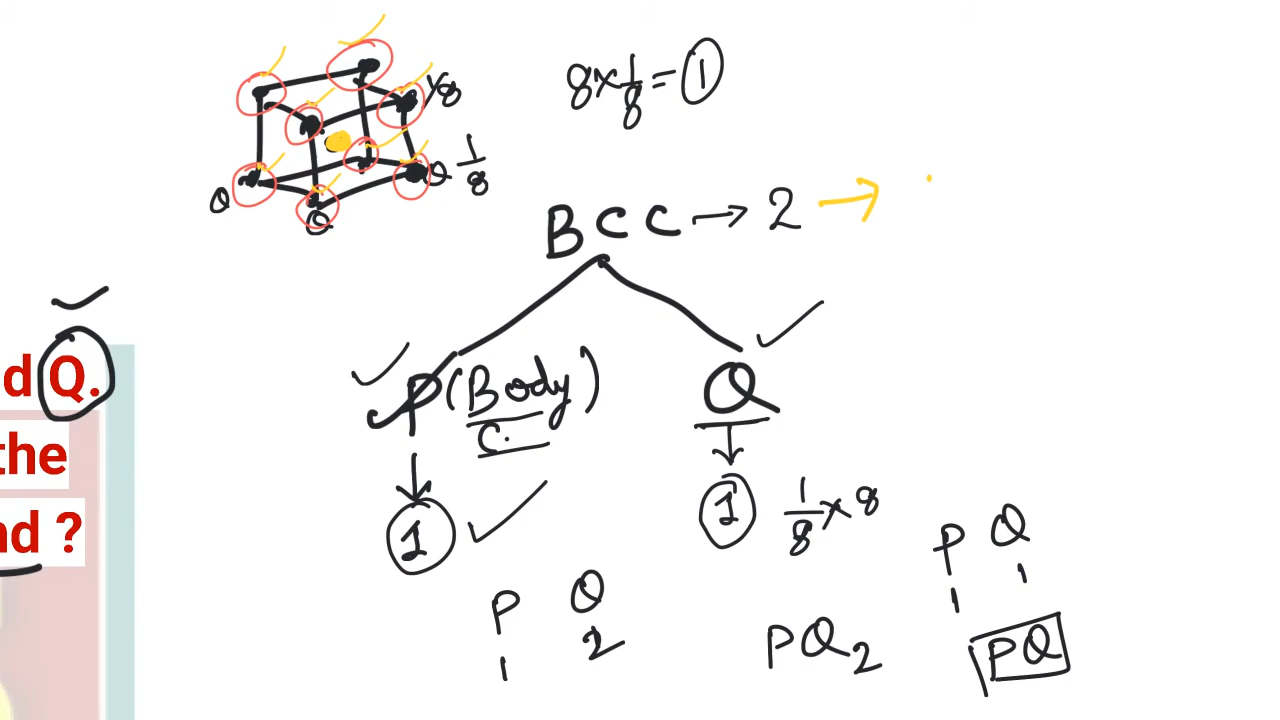 1/8
8 × 1/8 = 1
Q 1/8
Q
Q
BCC → 2 →
d Q.
P (Body) Q
C.
the
1 1 1/8 × 8
nd ?
P Q
1 1
P Q
1 2
PQ2
PQ